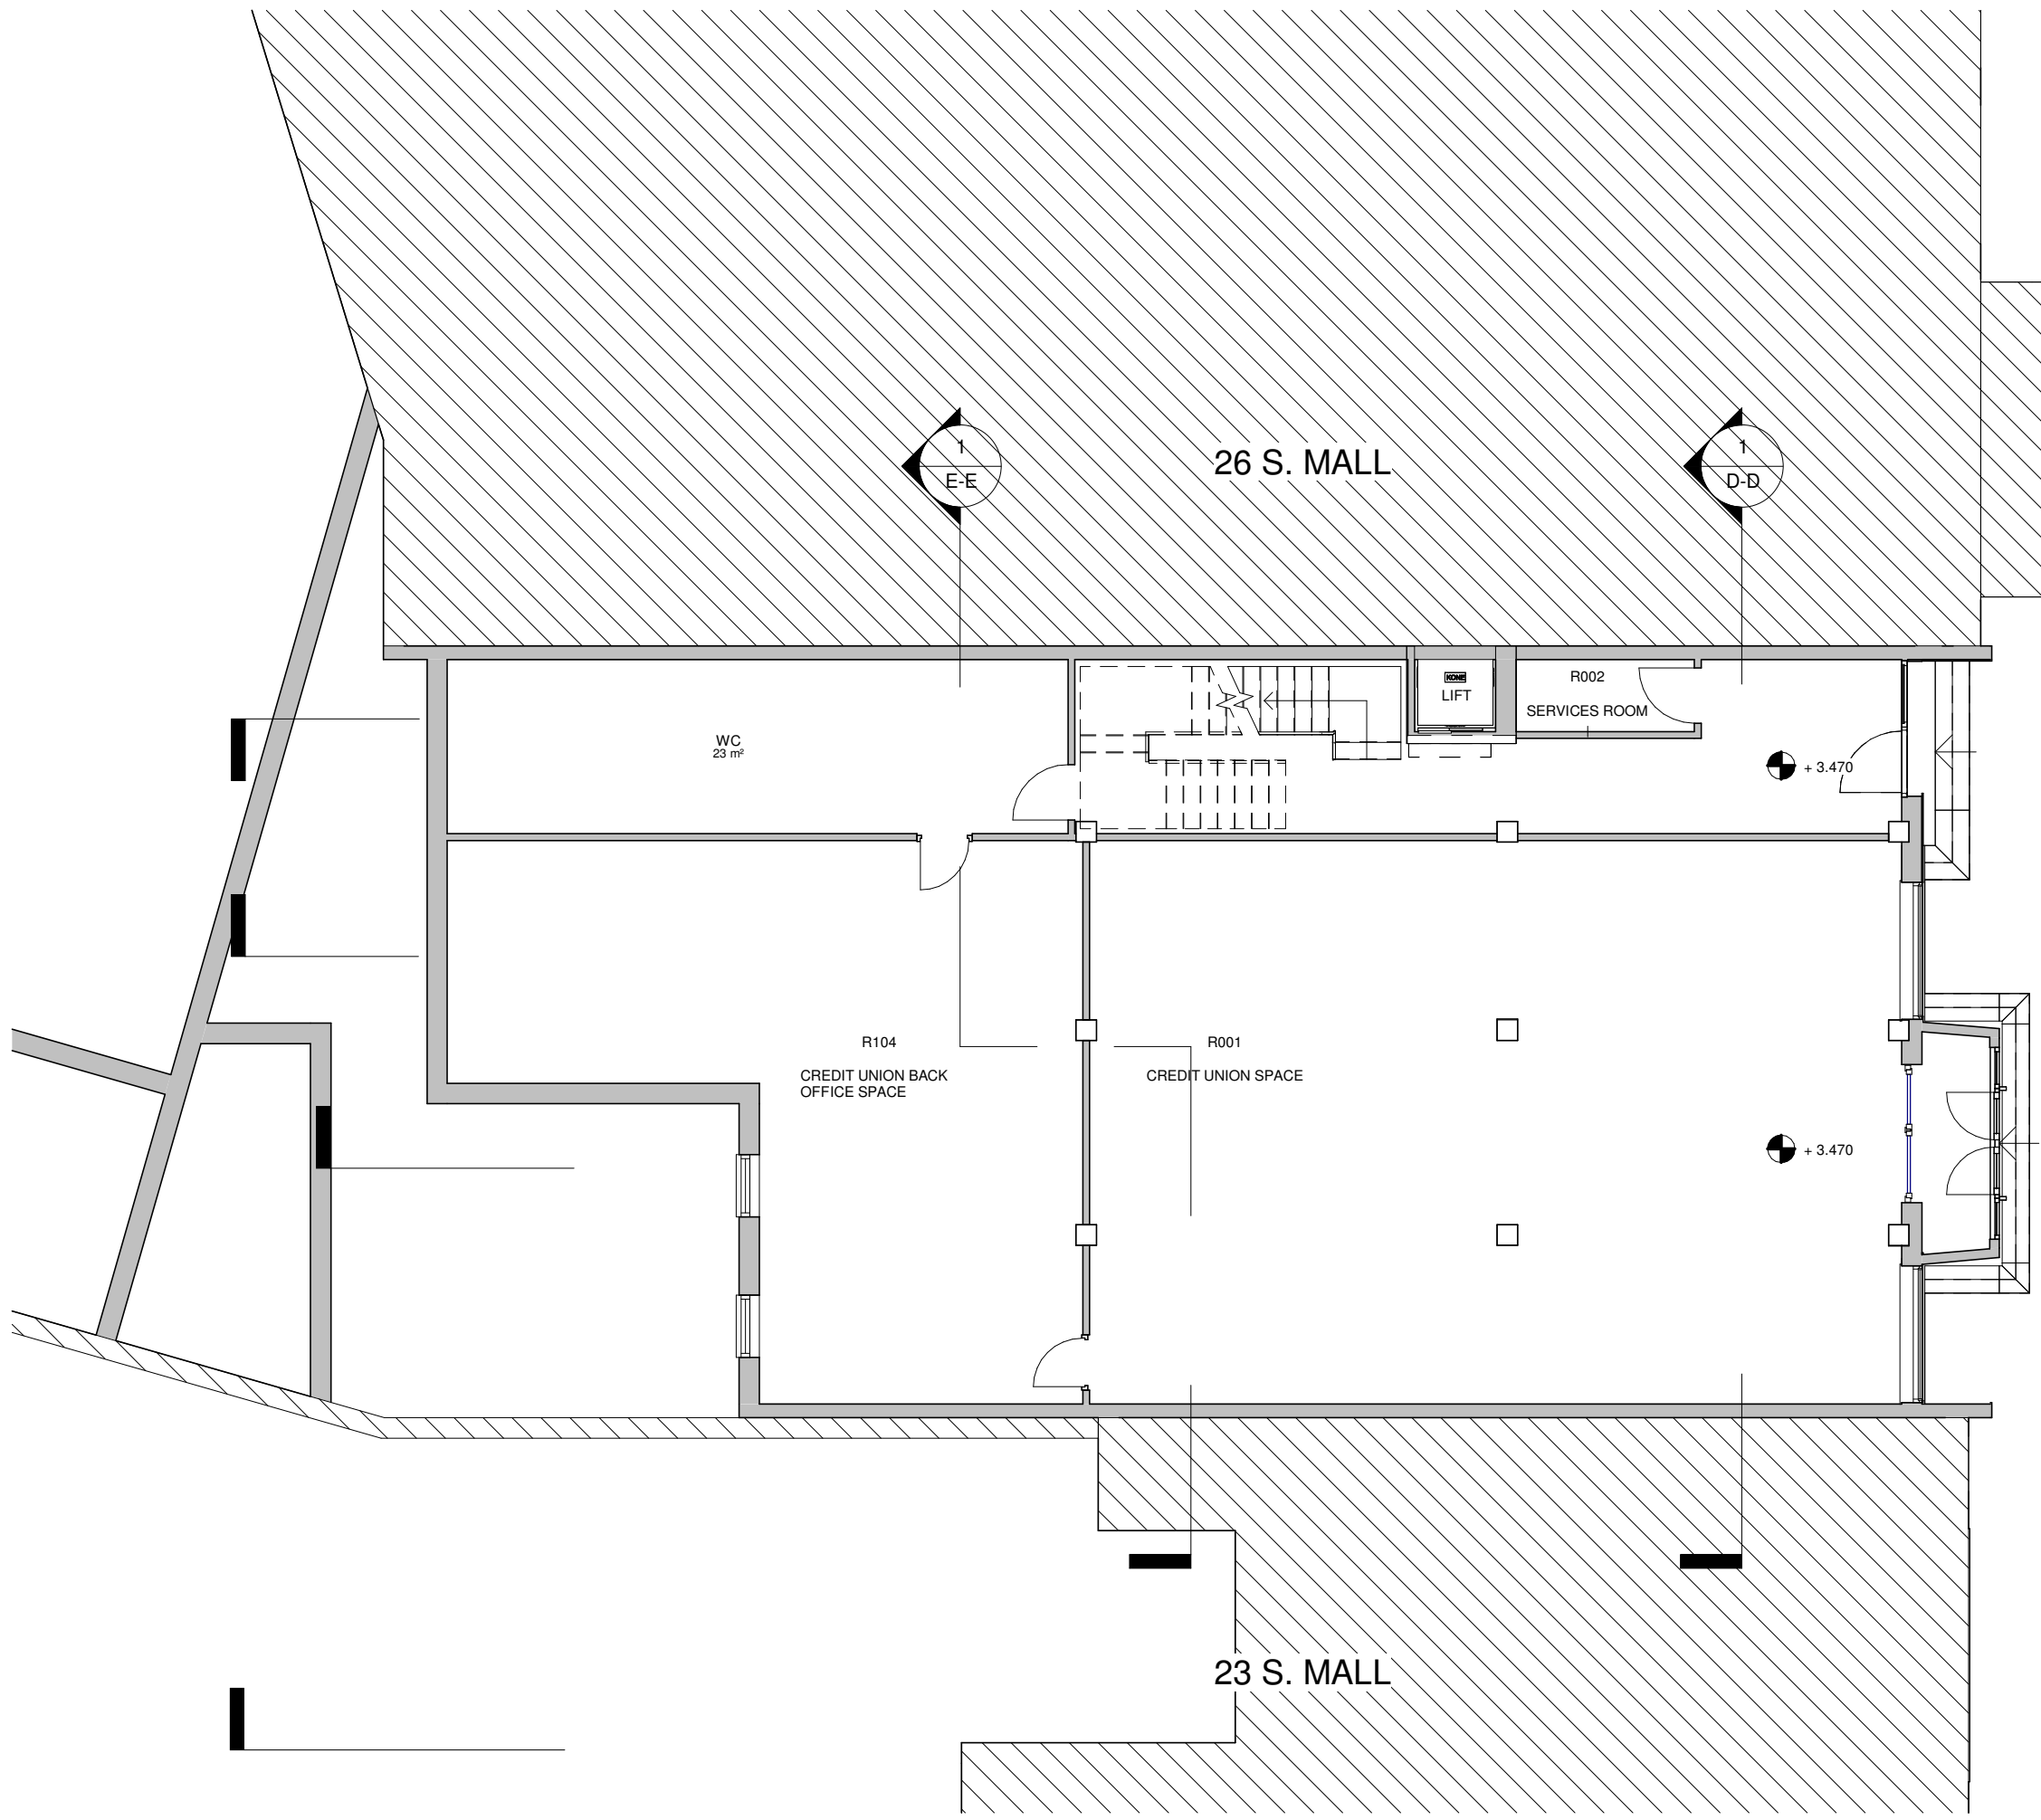 1
E-E
26 S. MALL
1
D-D
KONE
LIFT
R002
SERVICES ROOM
WC
23 m²
+ 3.470
R104
CREDIT UNION BACK
OFFICE SPACE
R001
CREDIT UNION SPACE
+ 3.470
23 S. MALL